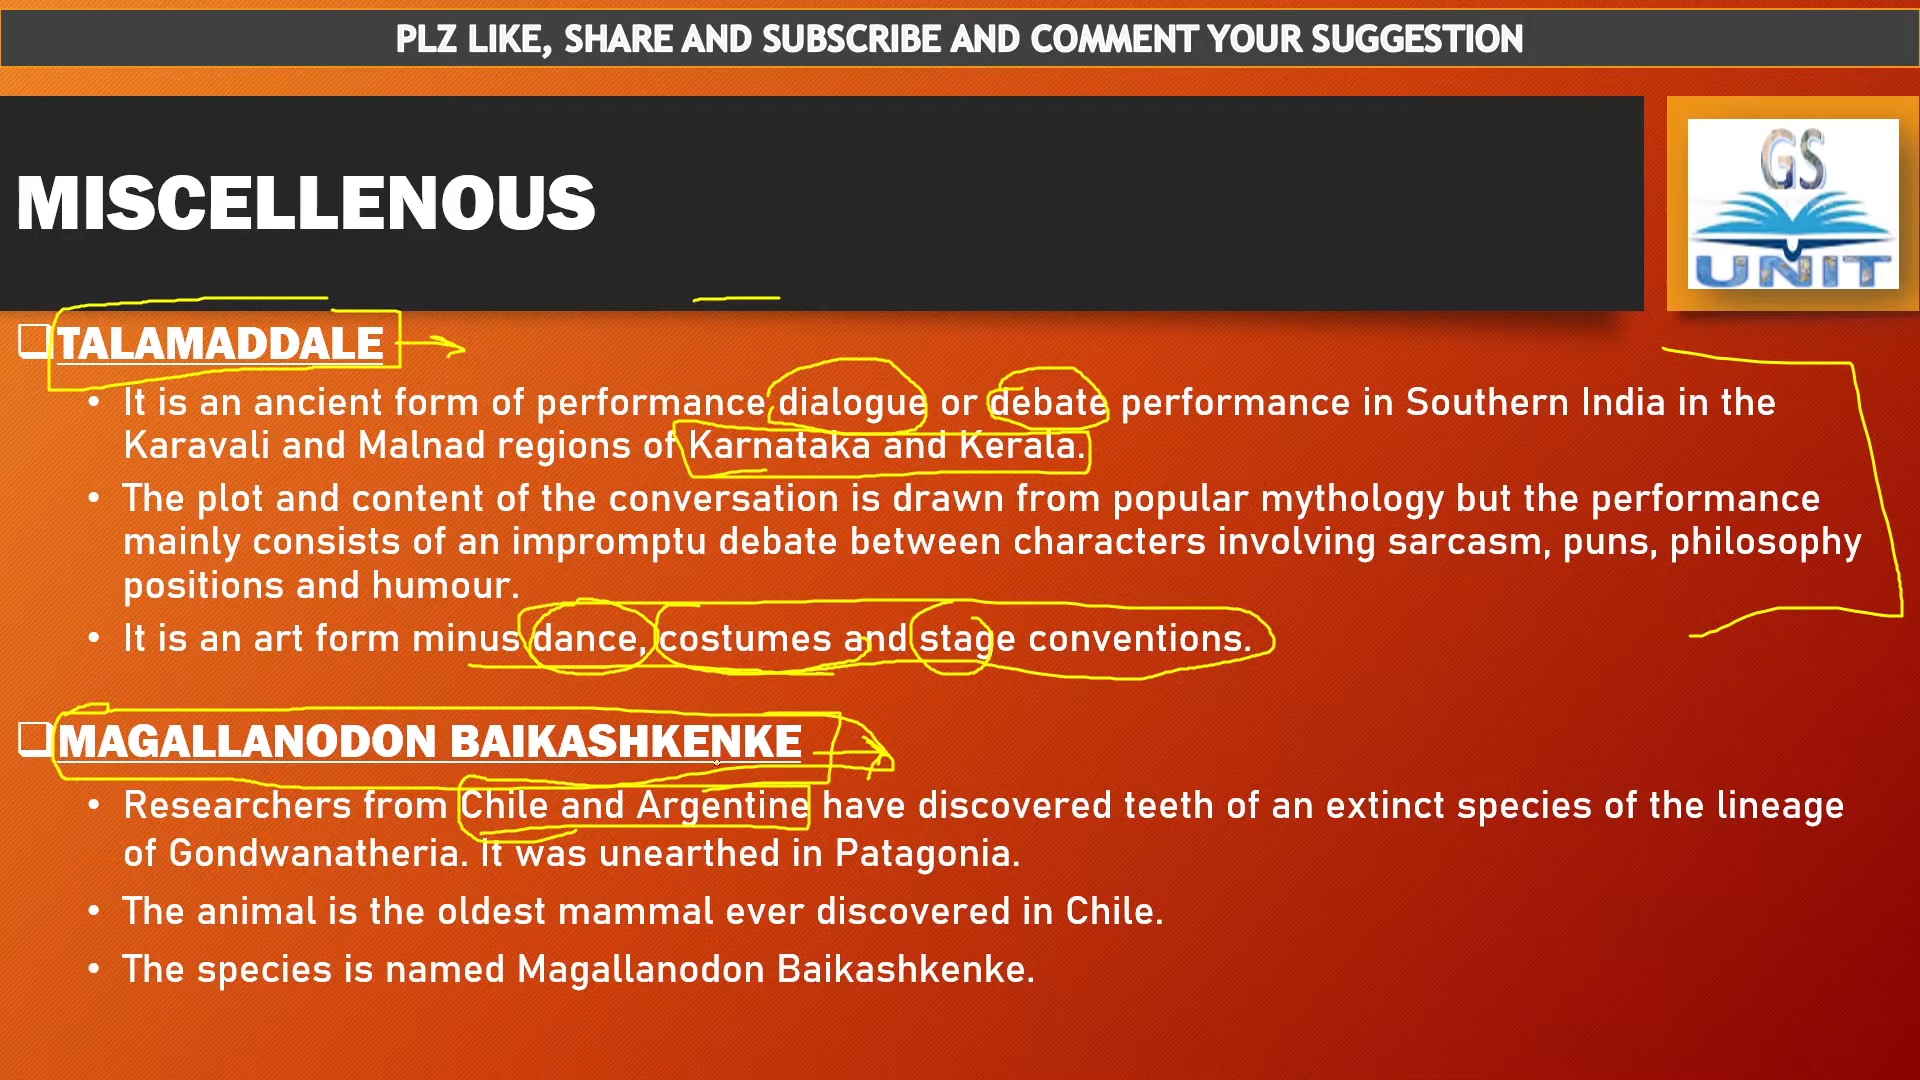 PLZ LIKE, SHARE AND SUBSCRIBE AND COMMENT YOUR SUGGESTION
MISCELLENOUS
GS
UNIT
TALAMADDALE
• It is an ancient form of performance dialogue or debate performance in Southern India in the
Karavali and Malnad regions of Karnataka and Kerala.
• The plot and content of the conversation is drawn from popular mythology but the performance
mainly consists of an impromptu debate between characters involving sarcasm, puns, philosophy
positions and humour.
• It is an art form minus dance, costumes and stage conventions.
MAGALLANODON BAIKASHKENKE
• Researchers from Chile and Argentine have discovered teeth of an extinct species of the lineage
of Gondwanatheria. It was unearthed in Patagonia.
• The animal is the oldest mammal ever discovered in Chile.
• The species is named Magallanodon Baikashkenke.